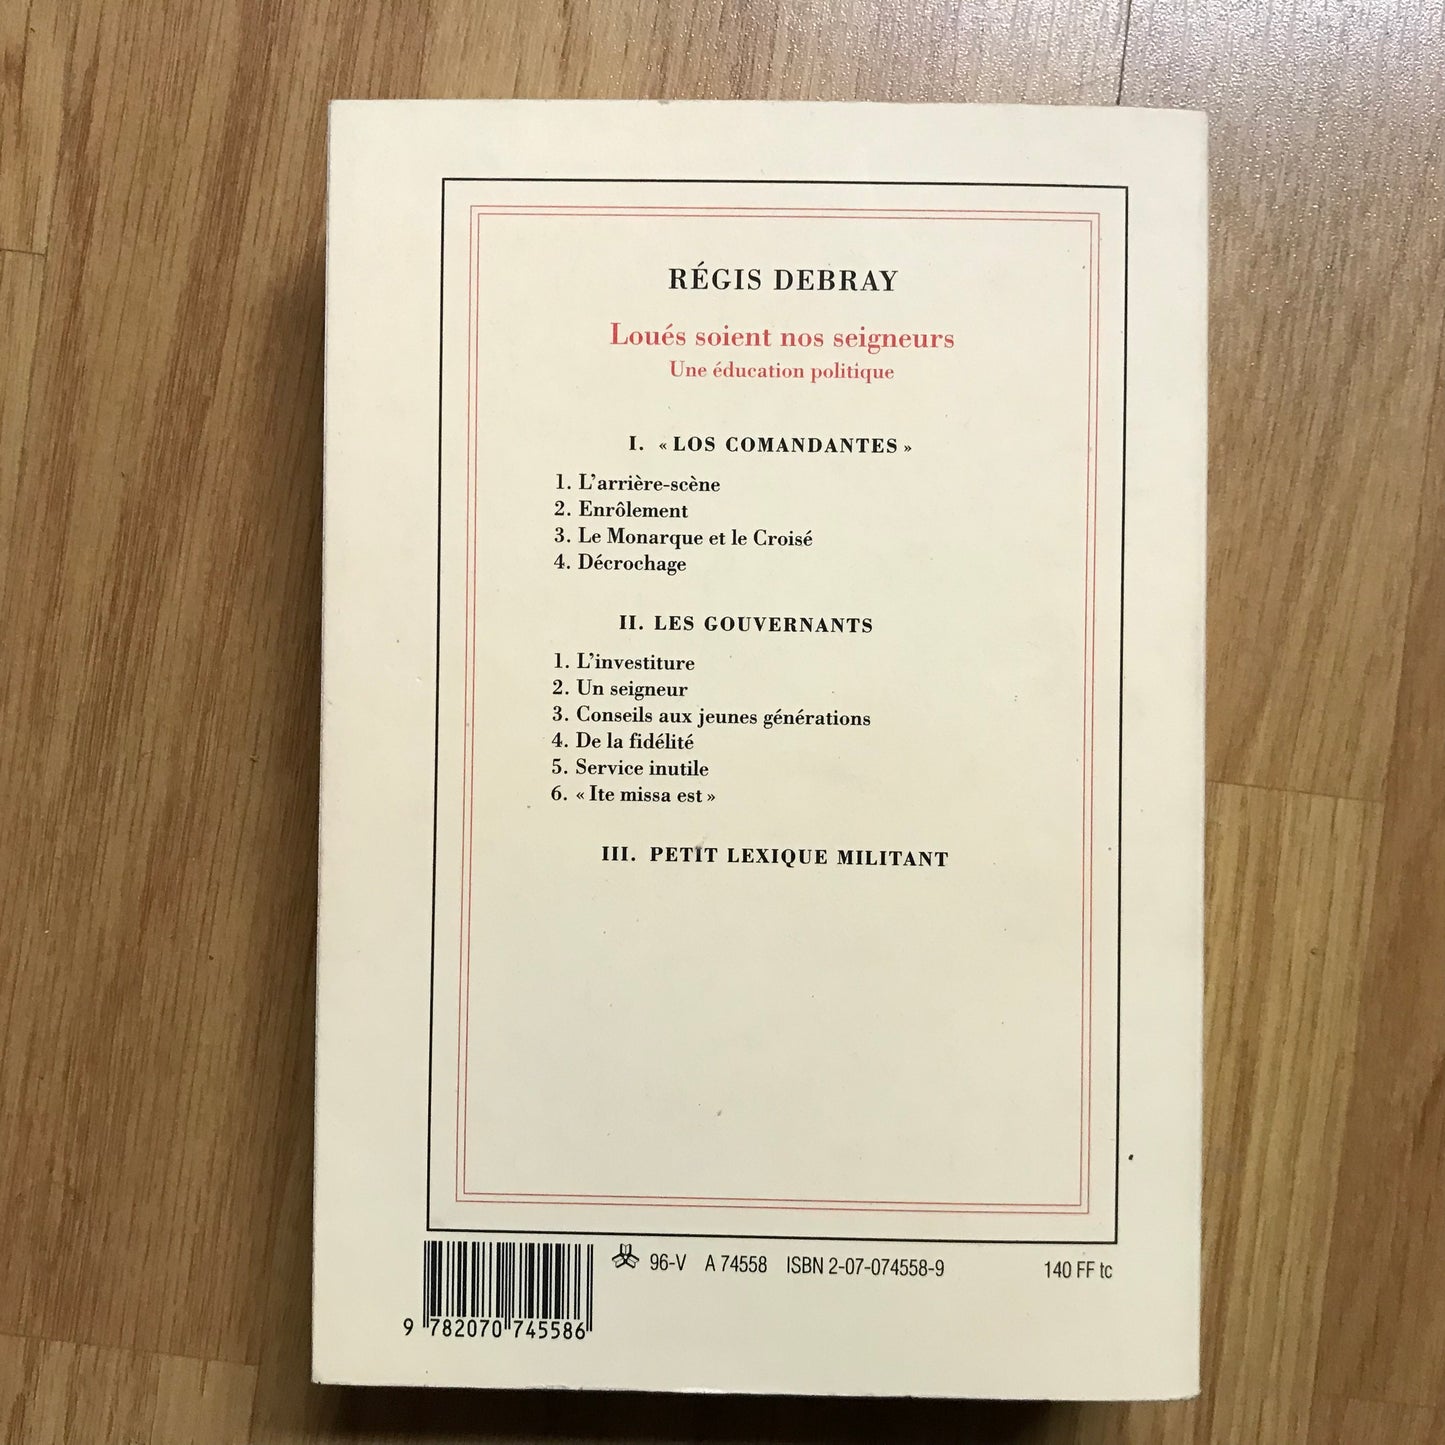 RÉGIS DEBRAY
Loués soient nos seigneurs
Une éducation politique
I. « LOS COMANDANTES »
1. L'arrière-scène
2. Enrôlement
3. Le Monarque et le Croisé
4. Décrochage
II. LES GOUVERNANTS
1. L'investiture
2. Un seigneur
3. Conseils aux jeunes générations
4. De la fidélité
5. Service inutile
6. « Ite missa est »
III. PETIT LEXIQUE MILITANT
96-V A 74558 ISBN 2-07-074558-9 140 FF tc
9 782070 745586